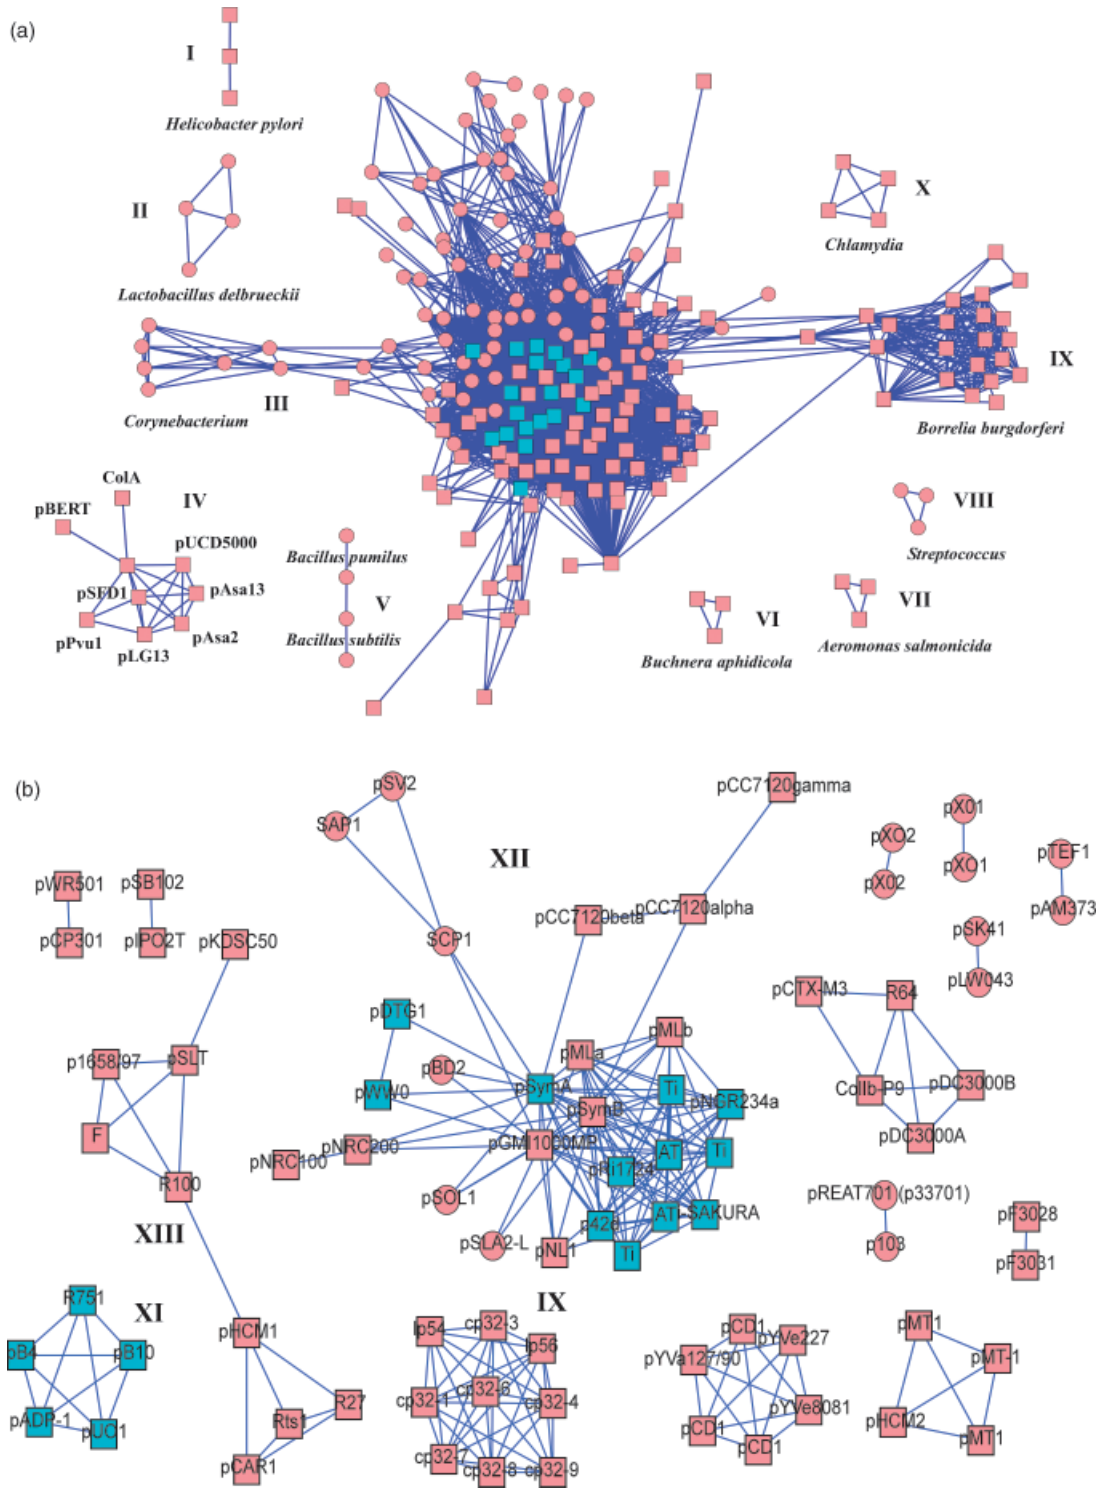 (a)
I
Helicobacter pylori
II
Lactobacillus delbrueckii
III
Corynebacterium
X
Chlamydia
IX
Borrelia burgdorferi
IV
ColA
pBERT
pUCD5000
pSFD1
pAsa13
pPvu1
pAsa2
pLG13
Bacillus pumilus
V
Bacillus subtilis
VIII
Streptococcus
VI
Buchnera aphidicola
VII
Aeromonas salmonicida
(b)
pSV2
SAP1
XII
pCC7120gamma
pXO2
pX02
pX01
pXO1
pTEF1
pAM373
pWR501
pCP301
pSB102
pIPO2T
pKDSC50
SCP1
pCC7120beta
pCC7120alpha
pSK41
pLW043
pCTX-M3
R64
ColIb-P9
pDC3000B
pDC3000A
p1658/97
pSLT
F
R100
XIII
pDTG1
pWW0
pBD2
pSymA
pMLa
pMLb
pSymB
Ti
pNGR234a
pGMI1000MP
pNRC100
pNRC200
pRi1724
AT
Ti
pSOL1
pSLA2-L
pNL1
p42d
AT
Ti-SAKURA
Ti
pREAT701 (p33701)
p103
pF3028
pF3031
XI
R751
pB4
pB10
pADP-1
pUO1
pHCM1
R27
Rts1
pCAR1
IX
lp54
cp32-3
lp56
cp32-1
cp32-6
cp32-4
cp32-7
cp32-8
cp32-9
pCD1
pYVe227
pYVa127/90
pYVe8081
pCD1
pCD1
pMT1
pMT-1
pHCM2
pMT1